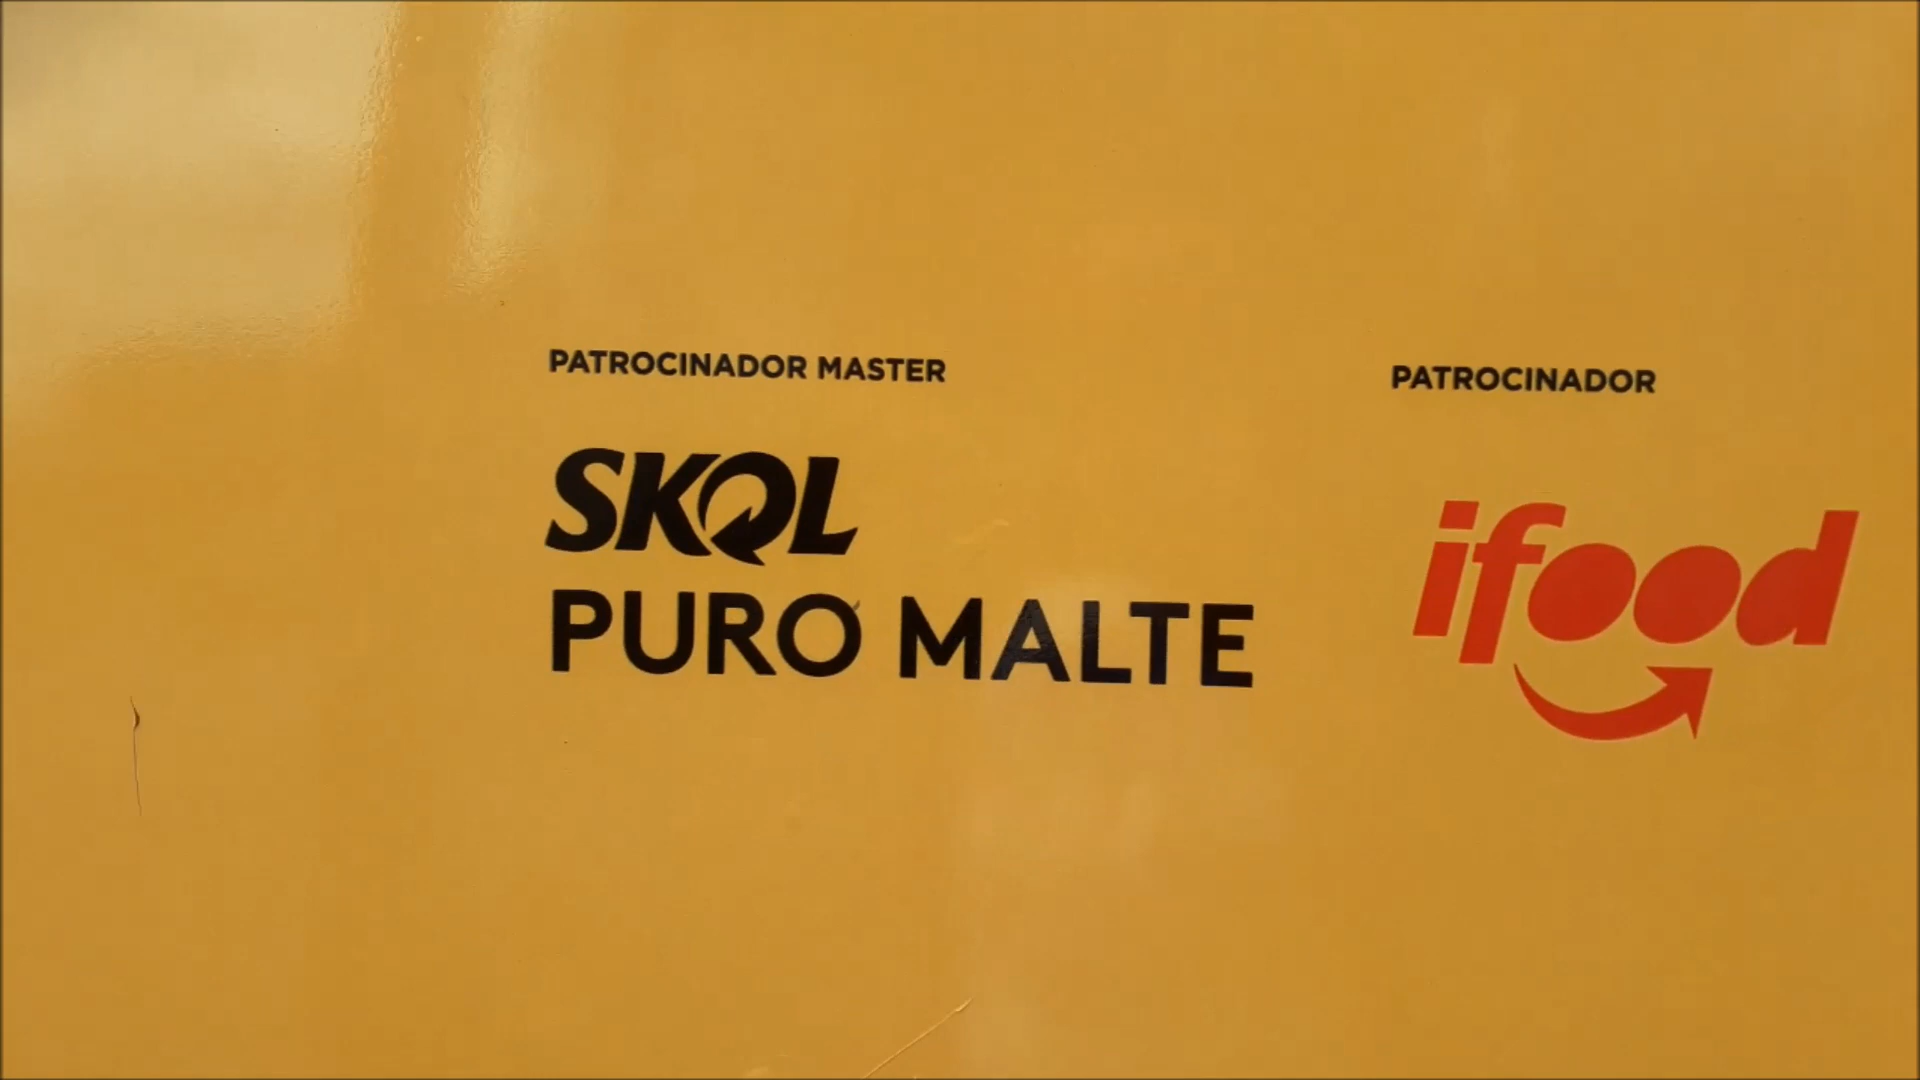 PATROCINADOR MASTER
SKOL
PURO MALTE
PATROCINADOR
ifood